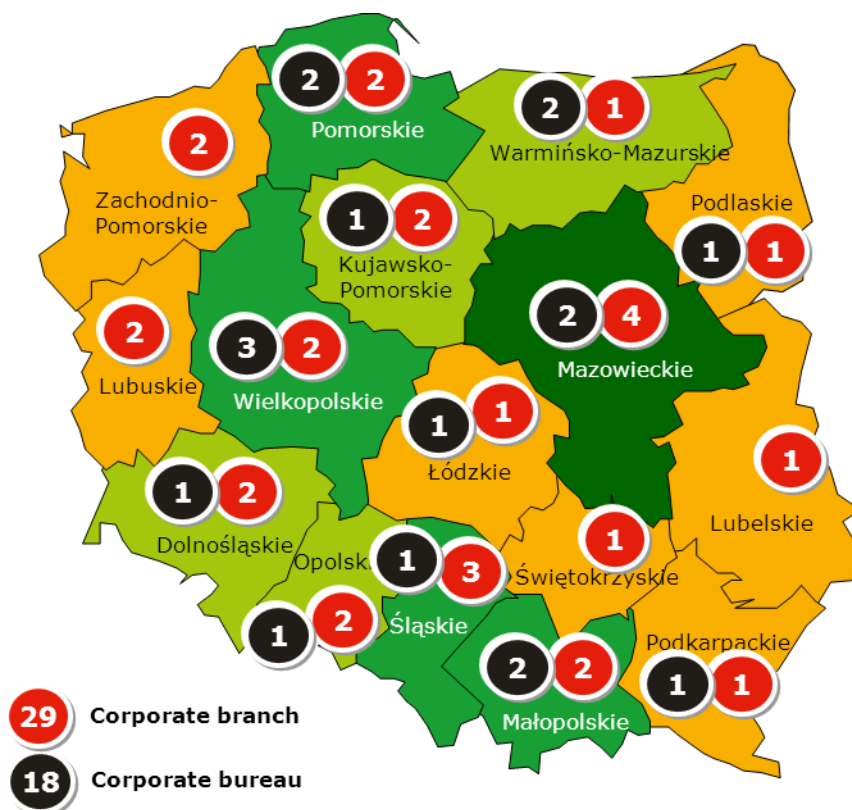 2 2
Pomorskie
2 1
Warmińsko-Mazurskie
2
Zachodnio-
Pomorskie
1 2
Kujawsko-
Pomorskie
Podlaskie
1 1
2 4
Mazowieckie
2
Lubuskie
3 2
Wielkopolskie
1 1
Łódzkie
1
Lubelskie
1 2
Dolnośląskie
Opolski
1 2
1 3
Śląskie
1
Świętokrzyskie
2 2
Małopolskie
Podkarpackie
1 1
29 Corporate branch
18 Corporate bureau